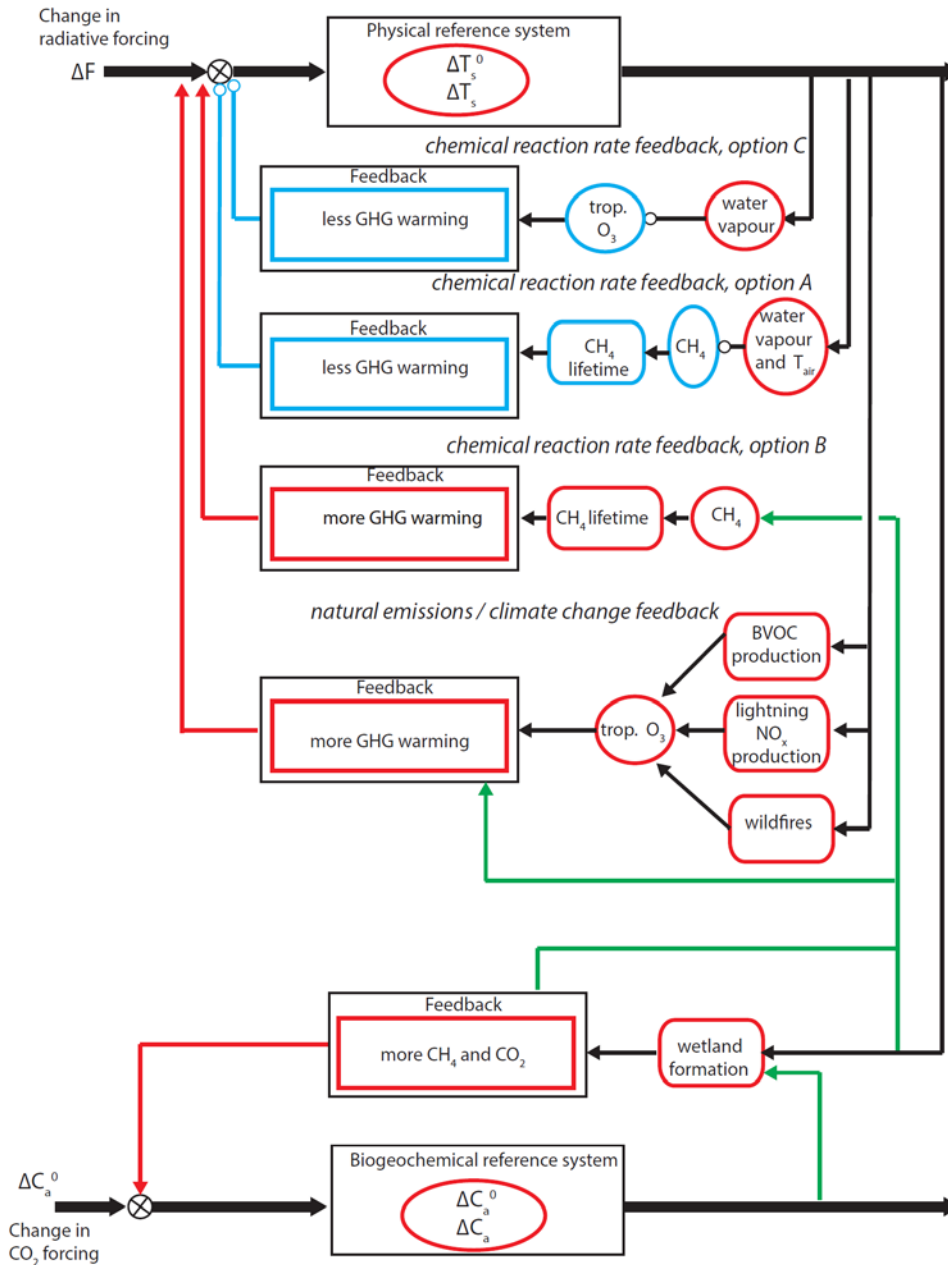 Change in
radiative forcing
ΔF
Physical reference system
ΔTₛ⁰
ΔTₛ
chemical reaction rate feedback, option C
Feedback
less GHG warming
trop.
O₃
water
vapour
chemical reaction rate feedback, option A
Feedback
less GHG warming
CH₄
lifetime
CH₄
water
vapour
and T_air
chemical reaction rate feedback, option B
Feedback
more GHG warming
CH₄ lifetime
CH₄
natural emissions / climate change feedback
BVOC
production
Feedback
more GHG warming
trop. O₃
lightning
NOₓ
production
wildfires
Feedback
more CH₄ and CO₂
wetland
formation
Biogeochemical reference system
ΔCₐ⁰
ΔCₐ⁰
ΔCₐ
Change in
CO₂ forcing